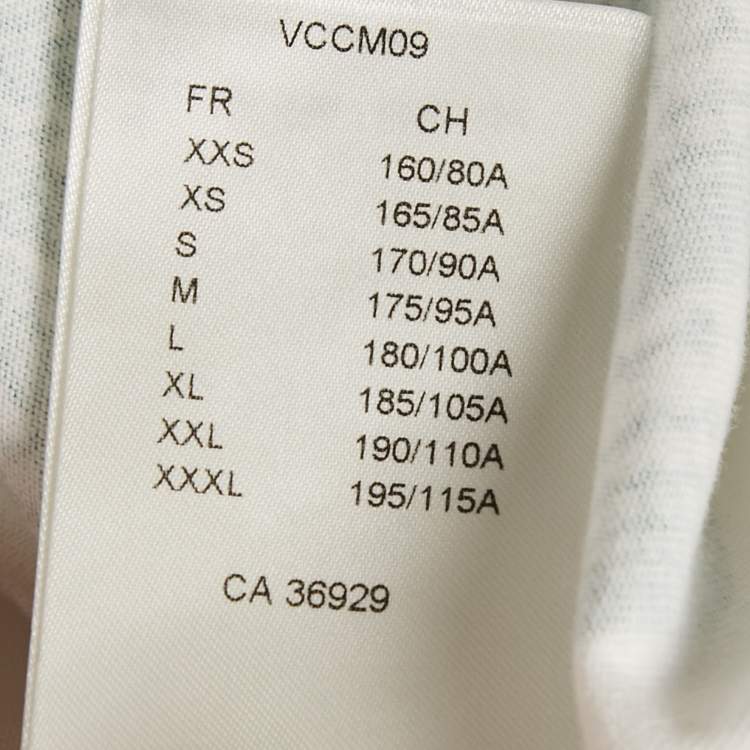 VCCM09
FR CH
XXS 160/80A
XS 165/85A
S 170/90A
M 175/95A
L 180/100A
XL 185/105A
XXL 190/110A
XXXL 195/115A
CA 36929